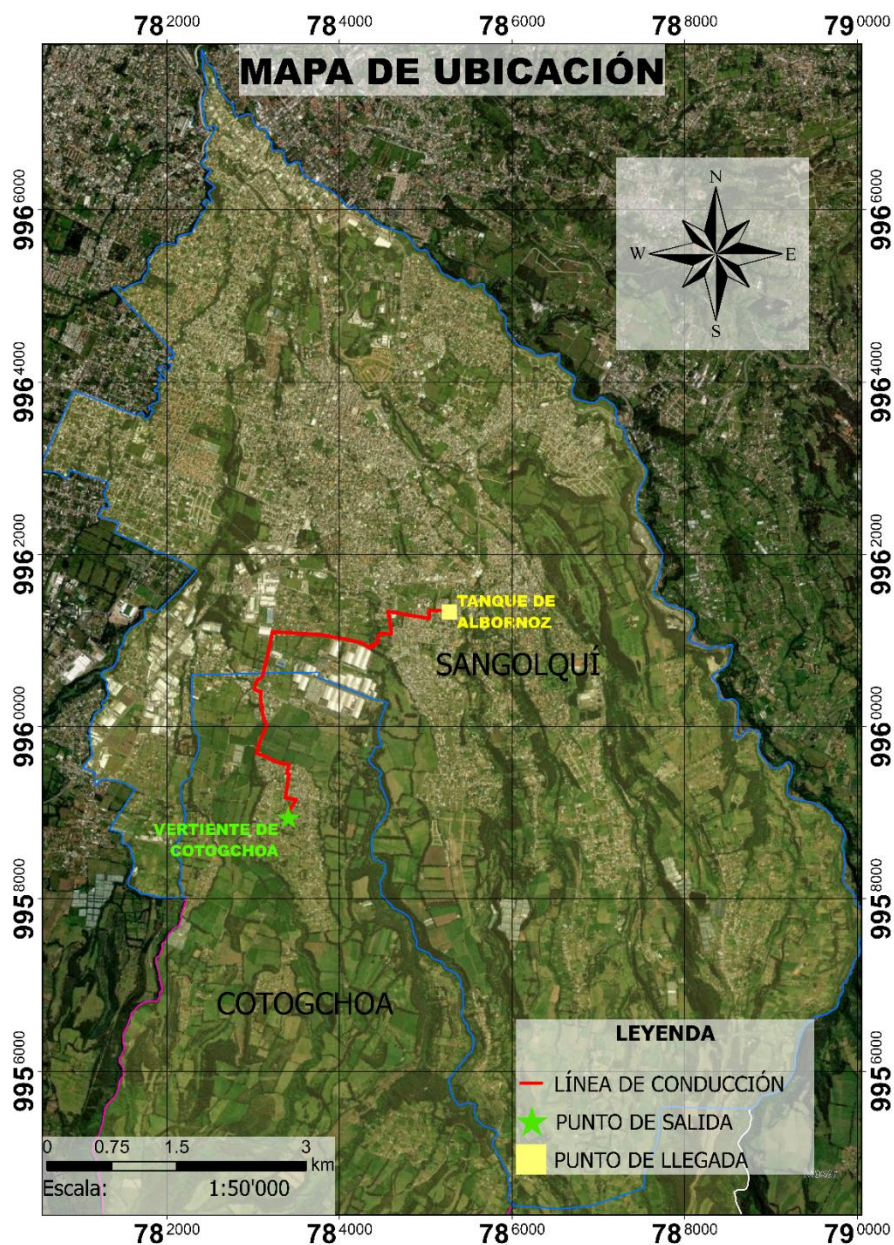 78 2000 78 4000 78 6000 78 8000 79 0000
MAPA DE UBICACIÓN
996 6000
996 4000
996 2000
996 0000
995 8000
995 6000
996 6000
996 4000
996 2000
996 0000
995 8000
995 6000
N
W E
S
TANQUE DE
ALBORNOZ
SANGOLQUÍ
VERTIENTE DE
COTOGCHOA
COTOGCHOA
LEYENDA
LÍNEA DE CONDUCCIÓN
PUNTO DE SALIDA
PUNTO DE LLEGADA
0 0.75 1.5 3
km
Escala: 1:50'000
78 2000 78 4000 78 6000 78 8000 79 0000